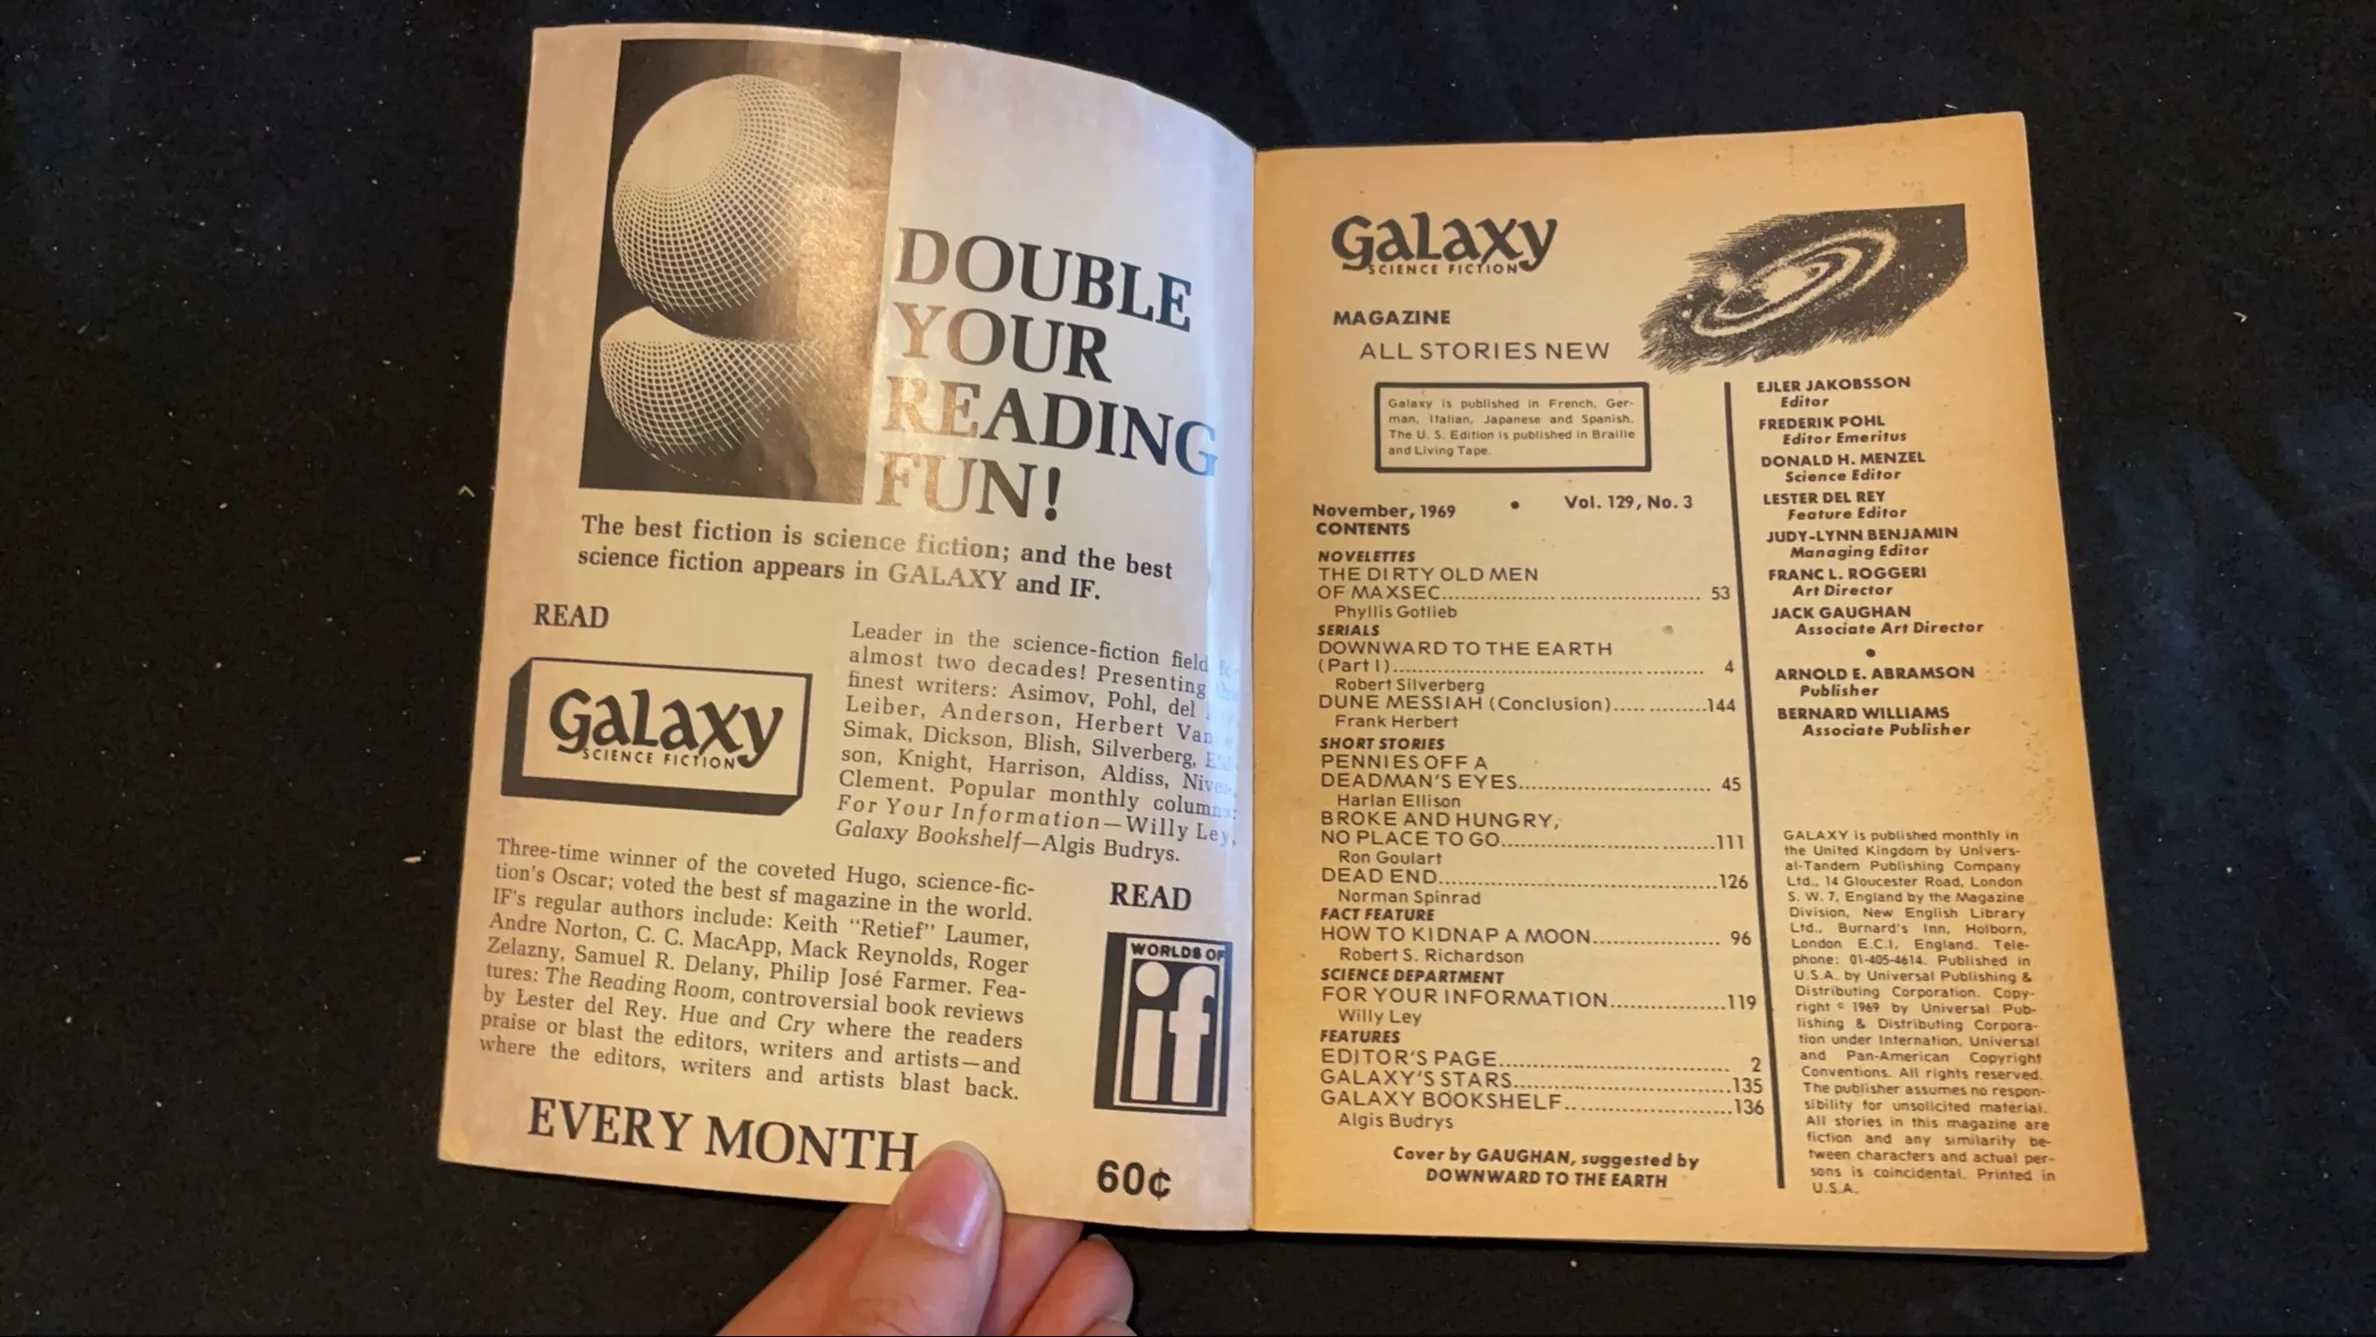 DOUBLE
YOUR
READING
FUN!
The best fiction is science fiction; and the best
science fiction appears in GALAXY and IF.
READ
Galaxy
SCIENCE FICTION
Leader in the science-fiction field
almost two decades! Presenting
finest writers: Asimov, Pohl, del
Leiber, Anderson, Herbert Van
Simak, Dickson, Blish, Silverberg,
son, Knight, Harrison, Aldiss,
Clement. Popular monthly columns:
For Your Information—Willy Ley,
Galaxy Bookshelf—Algis Budrys.
Three-time winner of the coveted Hugo, science-fic-
tion's Oscar; voted the best sf magazine in the world.
IF's regular authors include: Keith "Retief" Laumer,
Andre Norton, C. C. MacApp, Mack Reynolds, Roger
Zelazny, Samuel R. Delany, Philip José Farmer. Fea-
tures: The Reading Room, controversial book reviews
by Lester del Rey. Hue and Cry where the readers
praise or blast the editors, writers and artists—and
where the editors, writers and artists blast back.
READ
WORLDS OF
if
EVERY MONTH
60¢
Galaxy
SCIENCE FICTION
MAGAZINE
ALL STORIES NEW
Galaxy is published in French, Ger-
man, Italian, Japanese and Spanish.
The U. S. Edition is published in Braille
and Living Tape.
November, 1969 • Vol. 129, No. 3
CONTENTS
NOVELETTES
THE DIRTY OLD MEN
OF MAXSEC.......................................... 53
Phyllis Gotlieb
SERIALS
DOWNWARD TO THE EARTH
(Part I)................................................ 4
Robert Silverberg
DUNE MESSIAH (Conclusion)..............144
Frank Herbert
SHORT STORIES
PENNIES OFF A
DEADMAN'S EYES............................... 45
Harlan Ellison
BROKE AND HUNGRY,
NO PLACE TO GO..................................111
Ron Goulart
DEAD END.............................................126
Norman Spinrad
FACT FEATURE
HOW TO KIDNAP A MOON.................... 96
Robert S. Richardson
SCIENCE DEPARTMENT
FOR YOUR INFORMATION..................119
Willy Ley
FEATURES
EDITOR'S PAGE.................................... 2
GALAXY'S STARS...................................135
GALAXY BOOKSHELF...........................136
Algis Budrys
Cover by GAUGHAN, suggested by
DOWNWARD TO THE EARTH
EJLER JAKOBSSON
Editor
FREDERIK POHL
Editor Emeritus
DONALD H. MENZEL
Science Editor
LESTER DEL REY
Feature Editor
JUDY-LYNN BENJAMIN
Managing Editor
FRANC L. ROGGERI
Art Director
JACK GAUGHAN
Associate Art Director
•
ARNOLD E. ABRAMSON
Publisher
BERNARD WILLIAMS
Associate Publisher
GALAXY is published monthly in
the United Kingdom by Univers-
al-Tandem Publishing Company
Ltd., 14 Gloucester Road, London
S. W. 7, England by the Magazine
Division, New English Library
Ltd., Burnard's Inn, Holborn,
London E.C.I, England. Tele-
phone: 01-405-4614. Published in
U.S.A. by Universal Publishing &
Distributing Corporation. Copy-
right © 1969 by Universal Pub-
lishing & Distributing Corpora-
tion under Internation, Universal
and Pan-American Copyright
Conventions. All rights reserved.
The publisher assumes no respon-
sibility for unsolicited material.
All stories in this magazine are
fiction and any similarity be-
tween characters and actual per-
sons is coincidental. Printed in
U.S.A.